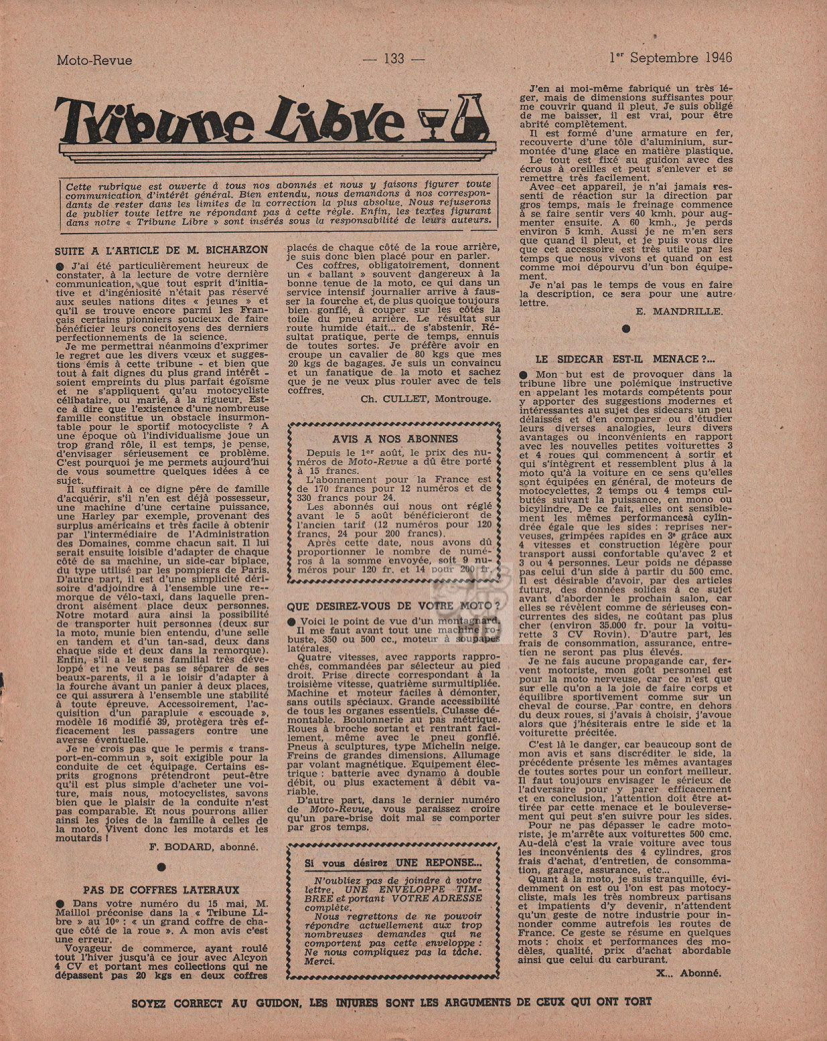 Moto-Revue
— 133 —
1er Septembre 1946
Tribune Libre
Cette rubrique est ouverte à tous nos abonnés et nous y faisons figurer toute
communication d'intérêt général. Bien entendu, nous demandons à nos correspon-
dants de rester dans les limites de la correction la plus absolue. Nous refuserons
de publier toute lettre ne répondant pas à cette règle. Enfin, les textes figurant
dans notre « Tribune Libre » sont insérés sous la responsabilité de leurs auteurs.
SUITE A L'ARTICLE DE M. BICHARZON
● J'ai été particulièrement heureux de
constater, à la lecture de votre dernière
communication, que tout esprit d'initia-
tive et d'ingéniosité n'était pas réservé
aux seules nations dites « jeunes » et
qu'il se trouve encore parmi les Fran-
çais certains pionniers soucieux de faire
bénéficier leurs concitoyens des derniers
perfectionnements de la science.
Je me permettrai néanmoins d'exprimer
le regret que les divers vœux et sugges-
tions émis à cette tribune - et bien que
tout à fait dignes du plus grand intérêt -
soient empreints du plus parfait égoïsme
et ne s'appliquent qu'au motocycliste
célibataire, ou marié, à la rigueur. Est-
ce à dire que l'existence d'une nombreuse
famille constitue un obstacle insurmon-
table pour le sportif motocycliste ? A
une époque où l'individualisme joue un
trop grand rôle, il est temps, je pense,
d'envisager sérieusement ce problème.
C'est pourquoi je me permets aujourd'hui
de vous soumettre quelques idées à ce
sujet.
Il suffirait à ce digne père de famille
d'acquérir, s'il n'en est déjà possesseur,
une machine d'une certaine puissance,
une Harley par exemple, provenant des
surplus américains et très facile à obtenir
par l'intermédiaire de l'Administration
des Domaines, comme chacun sait. Il lui
serait ensuite loisible d'adapter de chaque
côté de sa machine, un side-car biplace,
du type utilisé par les pompiers de Paris.
D'autre part, il est d'une simplicité déri-
soire d'adjoindre à l'ensemble une re--
morque de vélo-taxi, dans laquelle pren-
dront aisément place deux personnes.
Notre motard aura ainsi la possibilité
de transporter huit personnes (deux sur
la moto, munie bien entendu, d'une selle
en tandem et d'un tan-sad, deux dans
chaque side et deux dans la remorque).
Enfin, s'il a le sens familial très déve-
loppé et ne veut pas se séparer de ses
beaux-parents, il a le loisir d'adapter à
la fourche avant un panier à deux places,
ce qui assurera à l'ensemble une stabilité
à toute épreuve. Accessoirement, l'ac-
quisition d'un parapluie « escouade »,
modèle 16 modifié 39, protègera très ef-
ficacement les passagers contre une
averse éventuelle.
Je ne crois pas que le permis « trans-
port-en-commun », soit exigible pour la
conduite de cet équipage. Certains es-
prits grognons prétendront peut-être
qu'il est plus simple d'acheter une voi-
ture, mais nous, motocyclistes, savons
bien que le plaisir de la conduite n'est
pas comparable. Et nous pourrons allier
ainsi les joies de la famille à celles de
la moto. Vivent donc les motards et les
moutards !
F. BODARD, abonné.
●
PAS DE COFFRES LATERAUX
● Dans votre numéro du 15 mai, M.
Maillol préconise dans la « Tribune Li-
bre » au 10° : « un grand coffre de cha-
que côté de la roue ». A mon avis c'est
une erreur.
Voyageur de commerce, ayant roulé
tout l'hiver jusqu'à ce jour avec Alcyon
4 CV et portant mes collections qui ne
dépassent pas 20 kgs en deux coffres
placés de chaque côté de la roue arrière,
je suis donc bien placé pour en parler.
Ces coffres, obligatoirement, donnent
un « ballant » souvent dangereux à la
bonne tenue de la moto, ce qui dans un
service intensif journalier arrive à faus-
ser la fourche et, de plus quoique toujours
bien gonflé, à couper sur les côtés la
toile du pneu arrière. Le résultat sur
route humide était... de s'abstenir. Ré-
sultat pratique, perte de temps, ennuis
de toutes sortes. Je préfère avoir en
croupe un cavalier de 80 kgs que mes
20 kgs de bagages. Je suis un convaincu
et un fanatique de la moto et sachez
que je ne veux plus rouler avec de tels
coffres.
Ch. CULLET, Montrouge.
AVIS A NOS ABONNES
Depuis le 1er août, le prix des nu-
méros de Moto-Revue a dû être porté
à 15 francs.
L'abonnement pour la France est
de 170 francs pour 12 numéros et de
330 francs pour 24.
Les abonnés qui nous ont réglé
avant le 5 août bénéficieront de
l'ancien tarif (12 numéros pour 120
francs, 24 pour 200 francs).
Après cette date, nous avons dû
proportionner le nombre de numé-
ros à la somme envoyée, soit 9 nu-
méros pour 120 fr. et 14 pour 200 fr.
QUE DESIREZ-VOUS DE VOTRE MOTO ?
● Voici le point de vue d'un montagnard.
Il me faut avant tout une machine ro-
buste, 350 ou 500 cc, moteur à soupapes
latérales.
Quatre vitesses, avec rapports rappro-
chés, commandées par sélecteur au pied
droit. Prise directe correspondant à la
troisième vitesse, quatrième surmultipliée.
Machine et moteur faciles à démonter,
sans outils spéciaux. Grande accessibilité
de tous les organes essentiels. Culasse dé-
montable. Boulonnerie au pas métrique.
Roues à broche sortant et rentrant faci-
lement, même avec le pneu gonflé.
Pneus à sculptures, type Michelin neige.
Freins de grandes dimensions. Allumage
par volant magnétique. Equipement élec-
trique : batterie avec dynamo à double
débit, ou plus exactement à débit va-
riable.
D'autre part, dans le dernier numéro
de Moto-Revue, vous paraissez croire
qu'un pare-brise doit mal se comporter
par gros temps.
Si vous désirez UNE REPONSE...
N'oubliez pas de joindre à votre
lettre, UNE ENVELOPPE TIM-
BREE et portant VOTRE ADRESSE
complète.
Nous regrettons de ne pouvoir
répondre actuellement aux trop
nombreuses demandes qui ne
comportent pas cette enveloppe :
Ne nous compliquez pas la tâche.
Merci.
J'en ai moi-même fabriqué un très lé-
ger, mais de dimensions suffisantes pour
me couvrir quand il pleut. Je suis obligé
de me baisser, il est vrai, pour être
abrité complètement.
Il est formé d'une armature en fer,
recouverte d'une tôle d'aluminium, sur-
montée d'une glace en matière plastique.
Le tout est fixé au guidon avec des
écrous à oreilles et peut s'enlever et se
remettre très facilement.
Avec cet appareil, je n'ai jamais res-
senti de réaction sur la direction par
gros temps, mais le freinage commence
à se faire sentir vers 40 kmh. pour aug-
menter ensuite. A 60 kmh., je perds
environ 5 kmh. Aussi je ne m'en sers
que quand il pleut, et je puis vous dire
que cet accessoire est très utile par les
temps que nous vivons et quand on est
comme moi dépourvu d'un bon équipe-
ment.
Je n'ai pas le temps de vous en faire
la description, ce sera pour une autre
lettre.
E. MANDRILLE.
●
LE SIDECAR EST-IL MENACE ?...
● Mon but est de provoquer dans la
tribune libre une polémique instructive
en appelant les motards compétents pour
y apporter des suggestions modernes et
intéressantes au sujet des sidecars un peu
délaissés et d'en comparer ou d'étudier
leurs diverses analogies, leurs divers
avantages ou inconvénients en rapport
avec les nouvelles petites voiturettes 3
et 4 roues qui commencent à sortir et
qui s'intègrent et ressemblent plus à la
moto qu'à la voiture en ce sens qu'elles
sont équipées en général, de moteurs de
motocyclettes, 2 temps ou 4 temps cul-
butés suivant la puissance, en mono ou
bicylindre. De ce fait, elles ont sensible-
ment les mêmes performancesà cylin-
drée égale que les sides : reprises ner-
veuses, grimpées rapides en 3e grâce aux
4 vitesses et construction légère pour
transport aussi confortable qu'avec 2 et
3 ou 4 personnes. Leur poids ne dépasse
pas celui d'un side à partir du 500 cmc.
Il est désirable d'avoir, par des articles
futurs, des données solides à ce sujet
avant d'aborder le prochain salon, car
elles se révèlent comme de sérieuses con-
currentes des sides, ne coûtant pas plus
cher (environ 35.000 fr. pour la voitu-
rette 3 CV Rovin). D'autre part, les
frais de consommation, assurance, entre-
tien ne seront pas plus élevés.
Je ne fais aucune propagande car, fer-
vent motoriste, mon goût personnel est
pour la moto nerveuse, car ce n'est que
sur elle qu'on a la joie de faire corps et
équilibre sportivement comme sur un
cheval de course. Par contre, en dehors
du deux roues, si j'avais à choisir, j'avoue
alors que j'hésiterais entre le side et la
voiturette précitée.
C'est là le danger, car beaucoup sont de
mon avis et sans discréditer le side, la
précédente présente les mêmes avantages
de toutes sortes pour un confort meilleur.
Il faut toujours envisager le sérieux de
l'adversaire pour y parer efficacement
et en conclusion, l'attention doit être at-
tirée par cette menace et le bouleverse-
ment qui peut s'en suivre pour les sides.
Pour ne pas dépasser le cadre moto-
riste, je m'arrête aux voiturettes 500 cmc.
Au-delà c'est la vraie voiture avec tous
les inconvénients des 4 cylindres, gros
frais d'achat, d'entretien, de consomma-
tion, garage, assurance, etc...
Quant à la moto, je suis tranquille, évi-
demment on est ou l'on est pas motocy-
cliste, mais les très nombreux partisans
et impatients d'y devenir, n'attendent
qu'un geste de notre industrie pour in-
nonder comme autrefois les routes de
France. Ce geste se résume en quelques
mots : choix et performances des mo-
dèles, qualité, prix d'achat abordable
ainsi que celui du carburant.
X... Abonné.
SOYEZ CORRECT AU GUIDON, LES INJURES SONT LES ARGUMENTS DE CEUX QUI ONT TORT